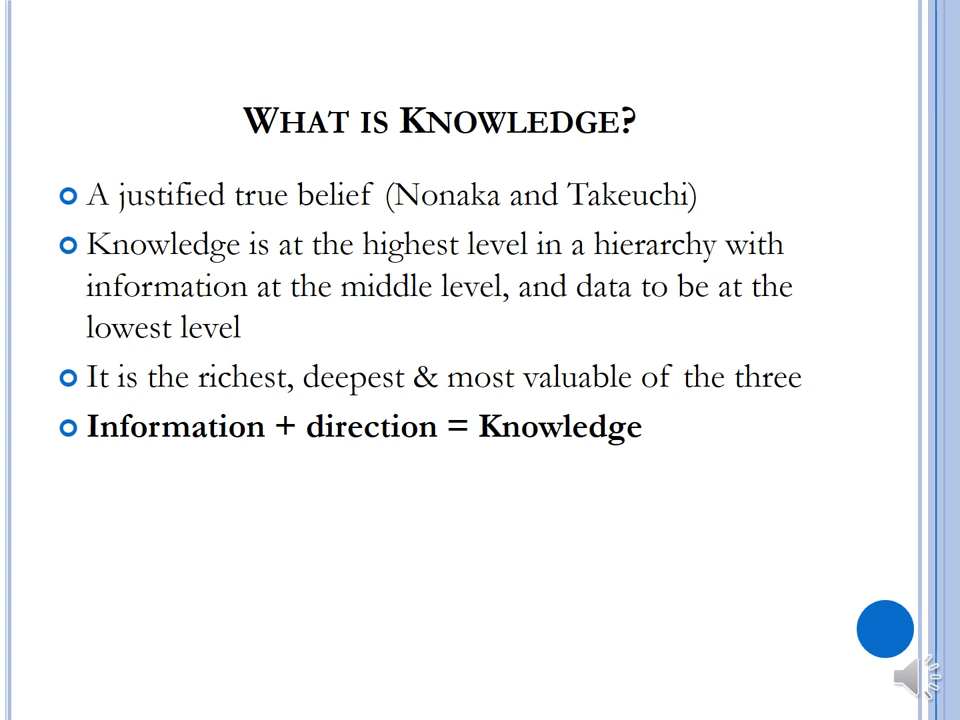 WHAT IS KNOWLEDGE?
A justified true belief (Nonaka and Takeuchi)
Knowledge is at the highest level in a hierarchy with
information at the middle level, and data to be at the
lowest level
It is the richest, deepest & most valuable of the three
Information + direction = Knowledge